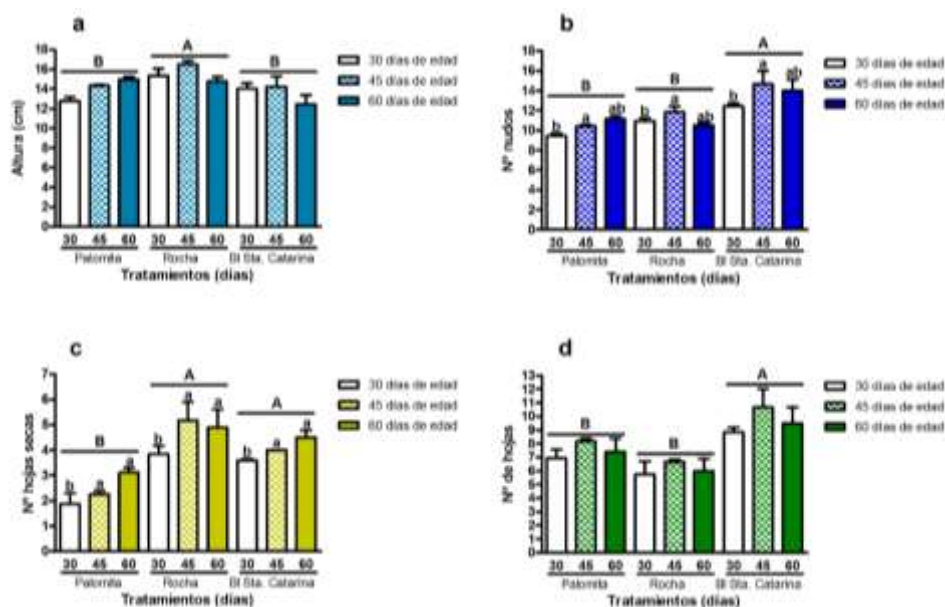 a
18
16
14
12
10
8
6
4
2
0
Altura (cm)
B
A
B
30 días de edad
45 días de edad
60 días de edad
30 45 60 30 45 60 30 45 60
Palomita Rocha Bl Sta. Catarina
Tratamientos (días)
b
18
16
14
12
10
8
6
4
2
0
Nº nudos
B
B
A
b a ab b a ab b a ab
30 días de edad
45 días de edad
60 días de edad
30 45 60 30 45 60 30 45 60
Palomita Rocha Bl Sta. Catarina
Tratamientos (días)
c
7
6
5
4
3
2
1
0
Nº hojas secas
B
A
A
b a a b a a b a a
30 días de edad
45 días de edad
60 días de edad
30 45 60 30 45 60 30 45 60
Palomita Rocha Bl Sta. Catarina
Tratamientos (días)
d
13
12
11
10
9
8
7
6
5
4
3
2
1
0
Nº de hojas
B
B
A
30 días de edad
45 días de edad
60 días de edad
30 45 60 30 45 60 30 45 60
Palomita Rocha Bl Sta. Catarina
Tratamientos (días)